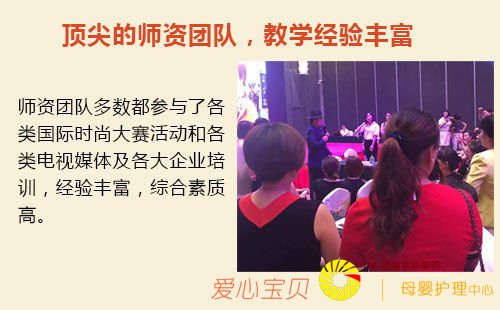 顶尖的师资团队，教学经验丰富
师资团队多数都参与了各
类国际时尚大赛活动和各
类电视媒体及各大企业培
训，经验丰富，综合素质
高。
爱心宝贝
母婴护理中心